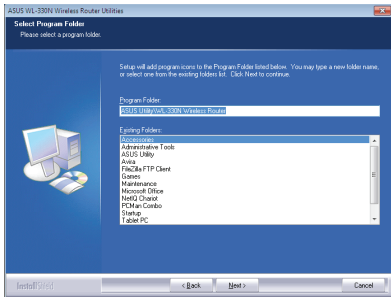 ASUS WL-330N Wireless Router Utilities
Select Program Folder
Please select a program folder.
Setup will add program icons to the Program Folder listed below. You may type a new folder name,
or select one from the existing folders list. Click Next to continue.
Program Folder:
ASUS Utility\WL-330N Wireless Router
Existing Folders:
Accessories
Administrative Tools
ASUS Utility
Avira
FileZilla FTP Client
Games
Maintenance
Microsoft Office
NetIQ Chariot
PCMan Combo
Startup
Tablet PC
InstallShield
< Back
Next >
Cancel